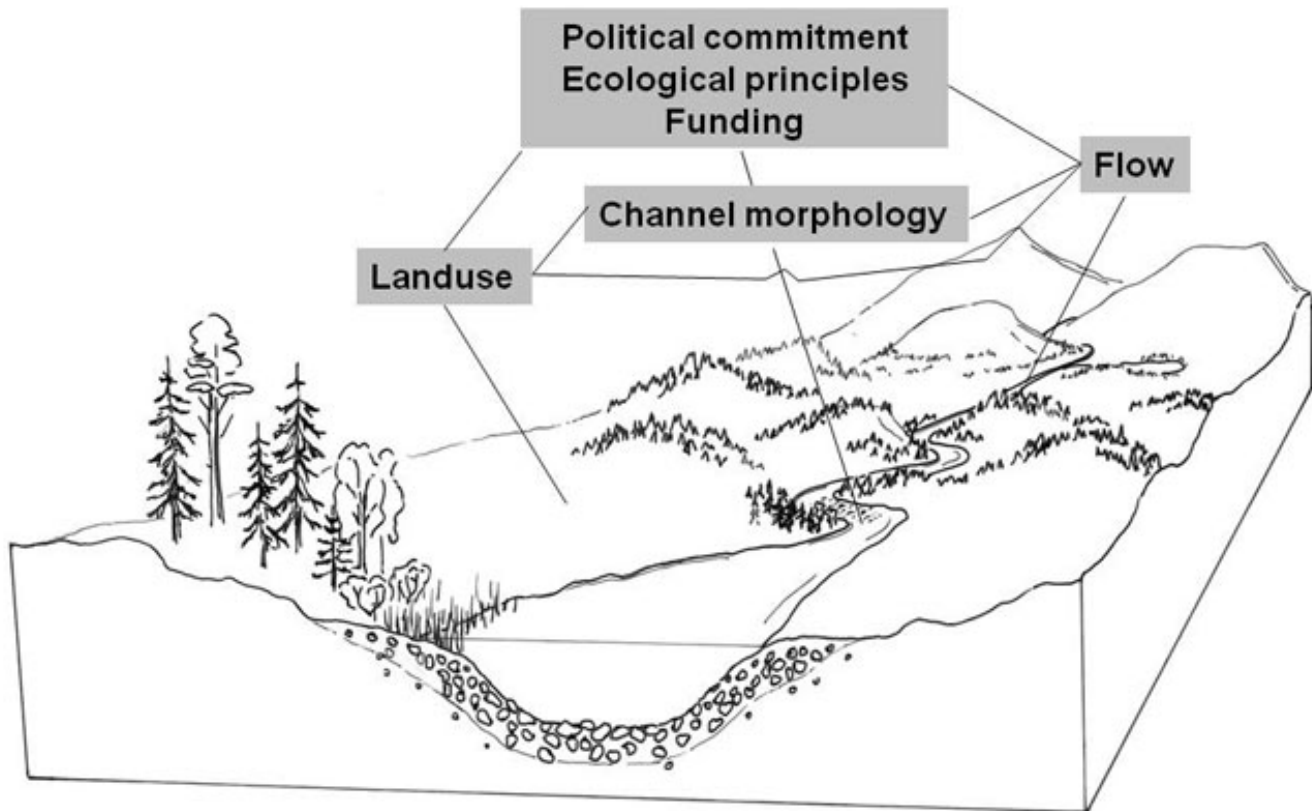 Political commitment
Ecological principles
Funding
Flow
Channel morphology
Landuse